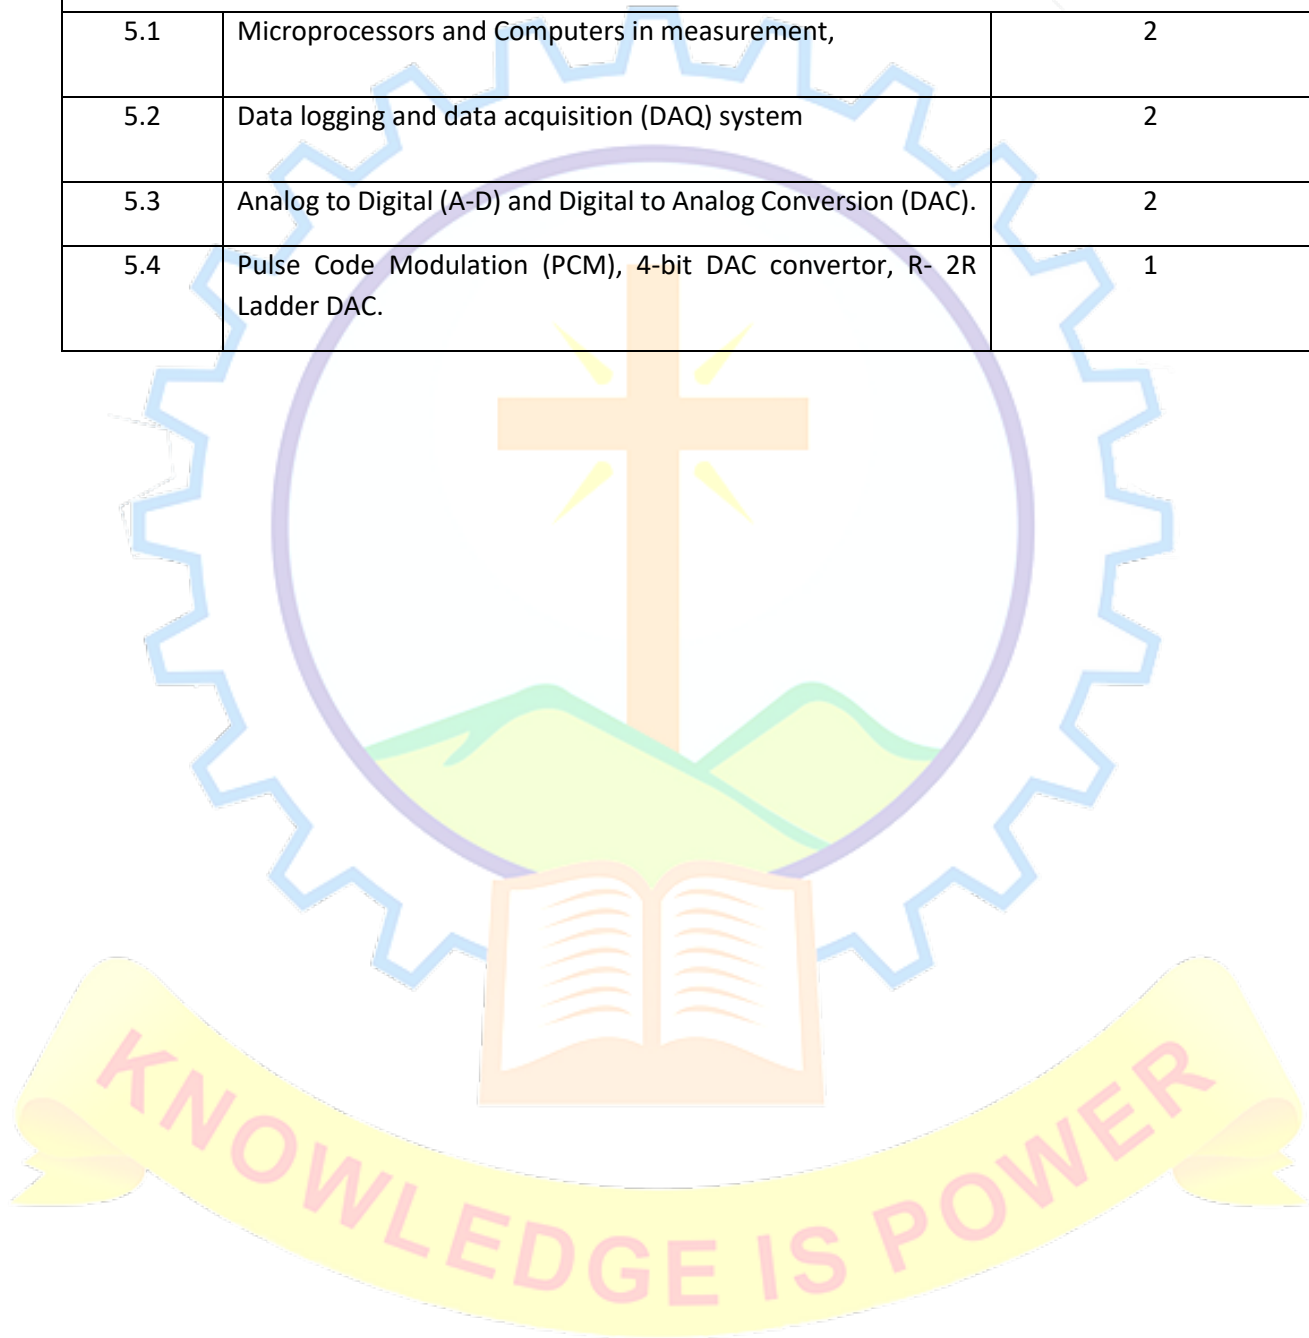 5.1 Microprocessors and Computers in measurement, 2
5.2 Data logging and data acquisition (DAQ) system 2
5.3 Analog to Digital (A-D) and Digital to Analog Conversion (DAC). 2
5.4 Pulse Code Modulation (PCM), 4-bit DAC convertor, R- 2R 1
Ladder DAC.
KNOWLEDGE IS POWER